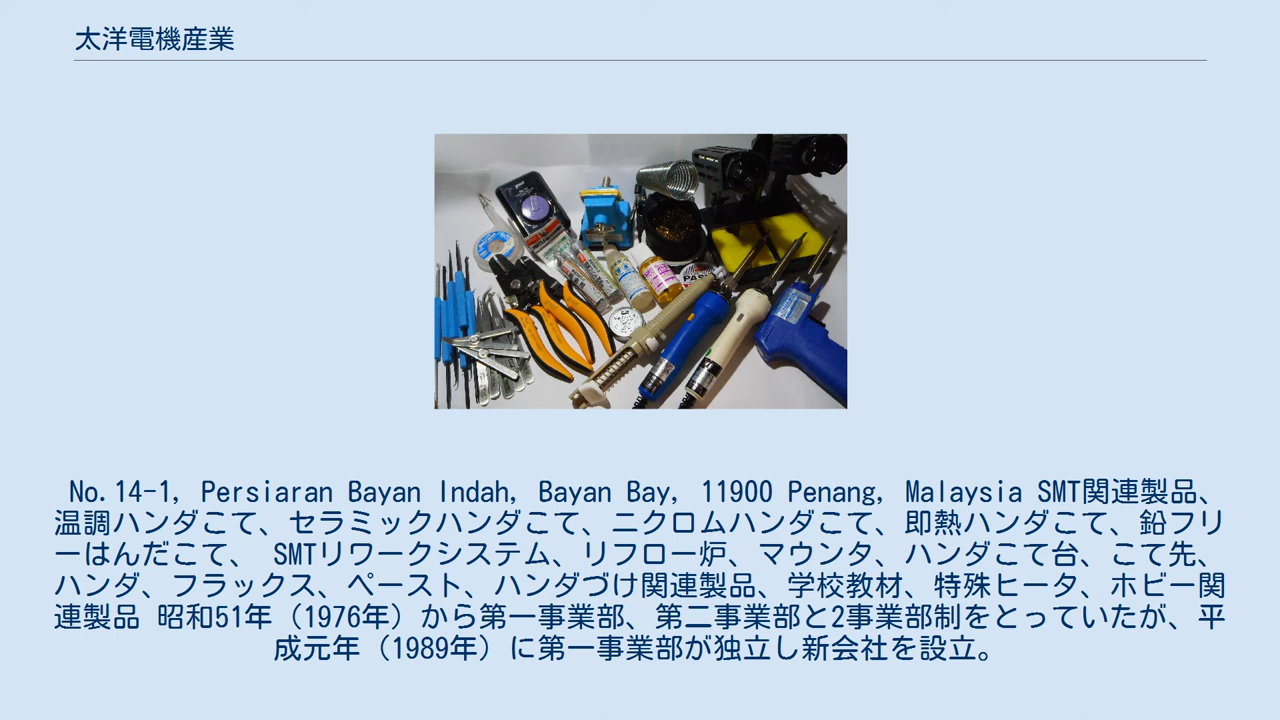 太洋電機産業
No.14-1, Persiaran Bayan Indah, Bayan Bay, 11900 Penang, Malaysia SMT関連製品、
温調ハンダこて、セラミックハンダこて、ニクロムハンダこて、即熱ハンダこて、鉛フリ
ーはんだこて、 SMTリワークシステム、リフロー炉、マウンタ、ハンダこて台、こて先、
ハンダ、フラックス、ペースト、ハンダづけ関連製品、学校教材、特殊ヒータ、ホビー関
連製品 昭和51年（1976年）から第一事業部、第二事業部と2事業部制をとっていたが、平
成元年（1989年）に第一事業部が独立し新会社を設立。